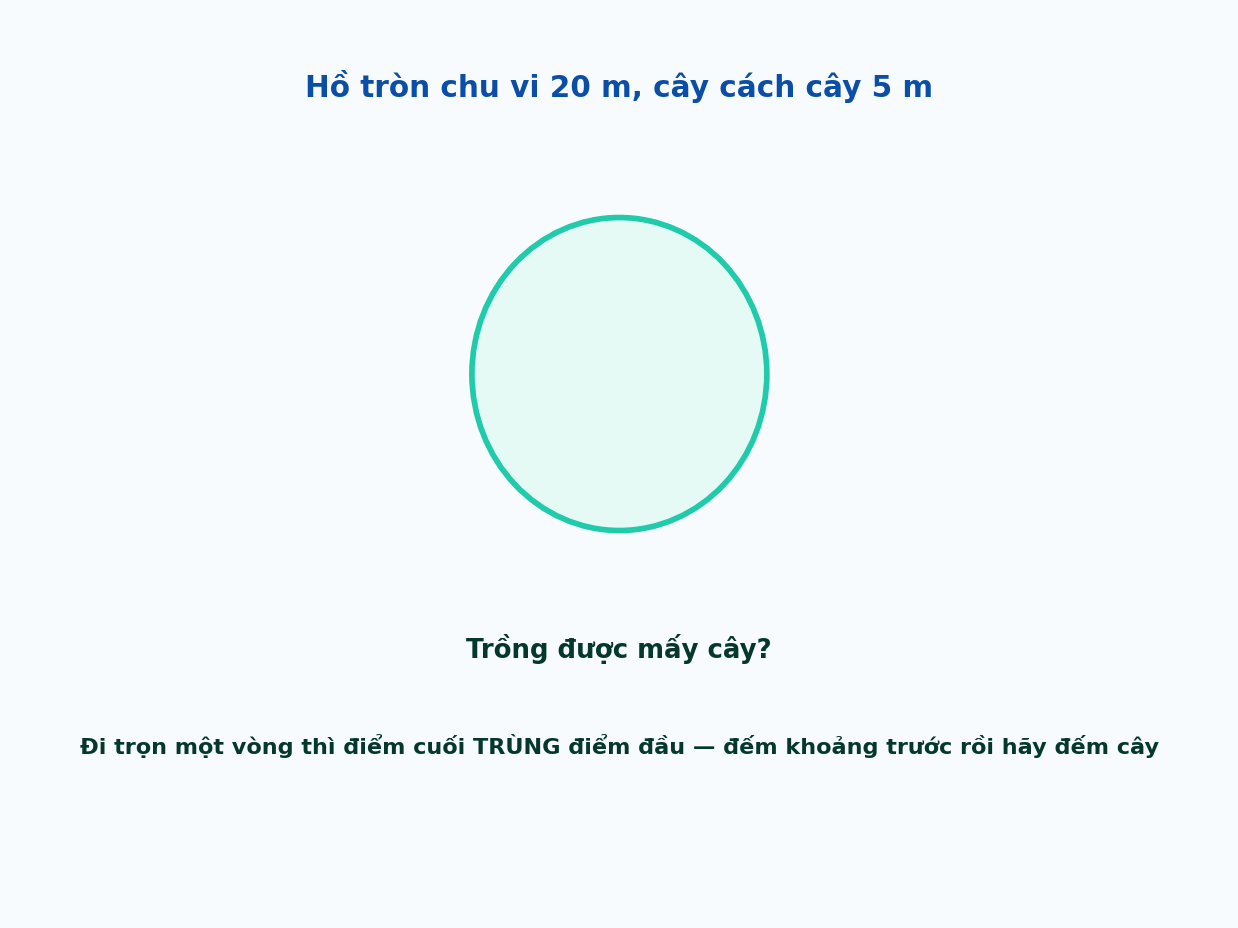 Hồ tròn chu vi 20 m, cây cách cây 5 m
Trồng được mấy cây?
Đi trọn một vòng thì điểm cuối TRÙNG điểm đầu — đếm khoảng trước rồi hãy đếm cây